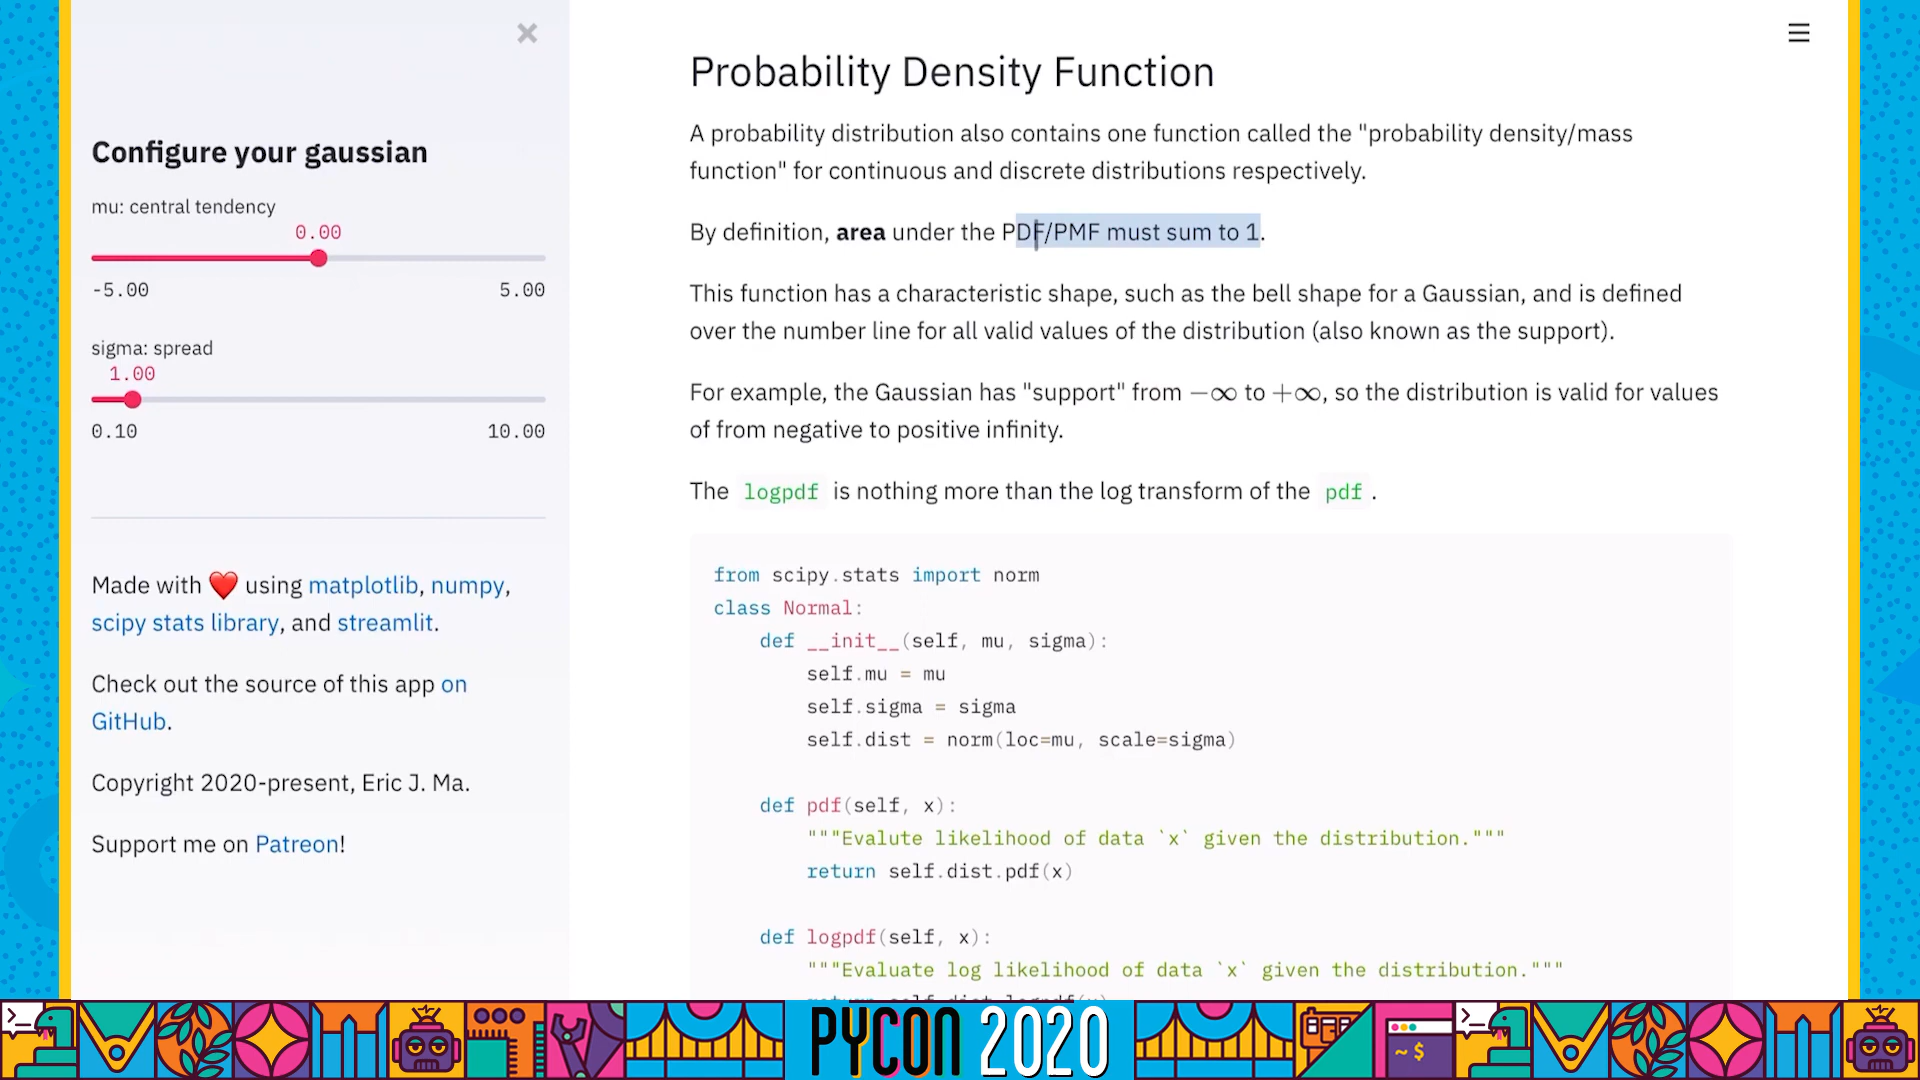 Configure your gaussian
mu: central tendency
0.00
-5.00 5.00
sigma: spread
1.00
0.10 10.00
Made with ❤️ using matplotlib, numpy,
scipy stats library, and streamlit.
Check out the source of this app on
GitHub.
Copyright 2020-present, Eric J. Ma.
Support me on Patreon!
Probability Density Function
A probability distribution also contains one function called the "probability density/mass
function" for continuous and discrete distributions respectively.
By definition, area under the PDF/PMF must sum to 1.
This function has a characteristic shape, such as the bell shape for a Gaussian, and is defined
over the number line for all valid values of the distribution (also known as the support).
For example, the Gaussian has "support" from −∞ to +∞, so the distribution is valid for values
of from negative to positive infinity.
The logpdf is nothing more than the log transform of the pdf .
from scipy.stats import norm
class Normal:
    def __init__(self, mu, sigma):
        self.mu = mu
        self.sigma = sigma
        self.dist = norm(loc=mu, scale=sigma)
    def pdf(self, x):
        """Evalute likelihood of data `x` given the distribution."""
        return self.dist.pdf(x)
    def logpdf(self, x):
        """Evaluate log likelihood of data `x` given the distribution."""
        return self.dist.logpdf(x)
PYCON 2020
~ $